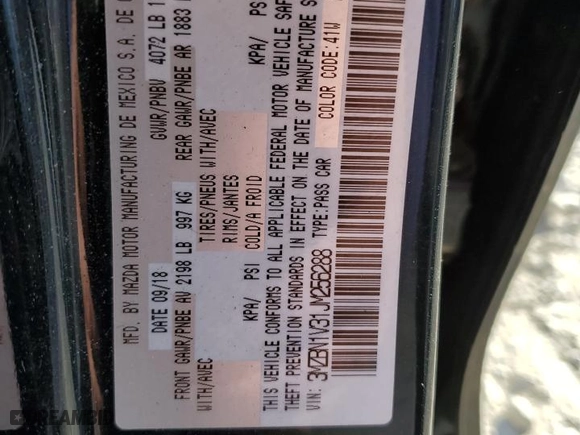 MFD. BY MAZDA MOTOR MANUFACTURING DE MEXICO S.A. DE
DATE 09/18 GVWR/PNBV 4072 LB 1
FRONT GAWR/PNBE AV 2198 LB 997 KG REAR GAWR/PNBE AR 1883
WITH/AVEC TIRES/PNEUS WITH/AVEC
RIMS/JANTES
KPA/ PSI COLD/A FROID KPA/ PSI
THIS VEHICLE CONFORMS TO ALL APPLICABLE FEDERAL MOTOR VEHICLE SAF
THEFT PREVENTION STANDARDS IN EFFECT ON THE DATE OF MANUFACTURE S
VIN: 3MZBN1V31JM256288 TYPE:PASS CAR COLOR CODE:41W